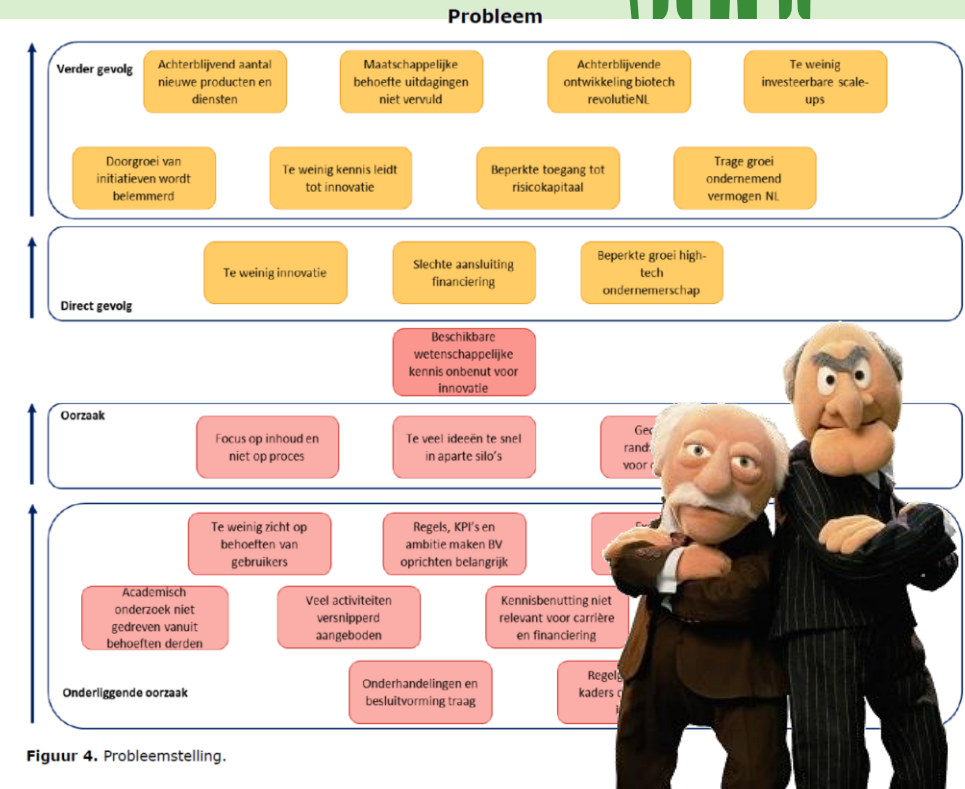 Probleem
Verder gevolg
Achterblijvend aantal
nieuwe producten en
diensten
Maatschappelijke
behoefte uitdagingen
niet vervuld
Achterblijvende
ontwikkeling biotech
revolutieNL
Te weinig
investeerbare scale-
ups
Doorgroei van
initiatieven wordt
belemmerd
Te weinig kennis leidt
tot innovatie
Beperkte toegang tot
risicokapitaal
Trage groei
ondernemend
vermogen NL
Te weinig innovatie
Slechte aansluiting
financiering
Beperkte groei high-
tech
ondernemerschap
Direct gevolg
Beschikbare
wetenschappelijke
kennis onbenut voor
innovatie
Oorzaak
Focus op inhoud en
niet op proces
Te veel ideeën te snel
in aparte silo's
voor
Te weinig zicht op
behoeften van
gebruikers
Regels, KPI's en
ambitie maken BV
oprichten belangrijk
Academisch
onderzoek niet
gedreven vanuit
behoeften derden
Veel activiteiten
versnipperd
aangeboden
Kennisbenutting niet
relevant voor carrière
en financiering
Onderliggende oorzaak
Onderhandelingen en
besluitvorming traag
kaders
Figuur 4. Probleemstelling.